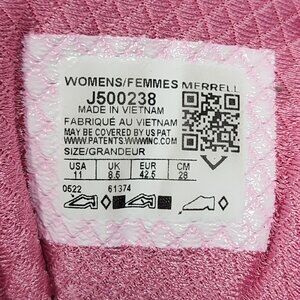 WOMENS/FEMMES MERRELL
J500238
MADE IN VIETNAM
FABRIQUÉ AU VIETNAM
MAY BE COVERED BY US PAT
WWW.PATENTS.WWWINC.COM
SIZE/GRANDEUR
USA UK EUR CM
11 8.5 42.5 28
0522 61374